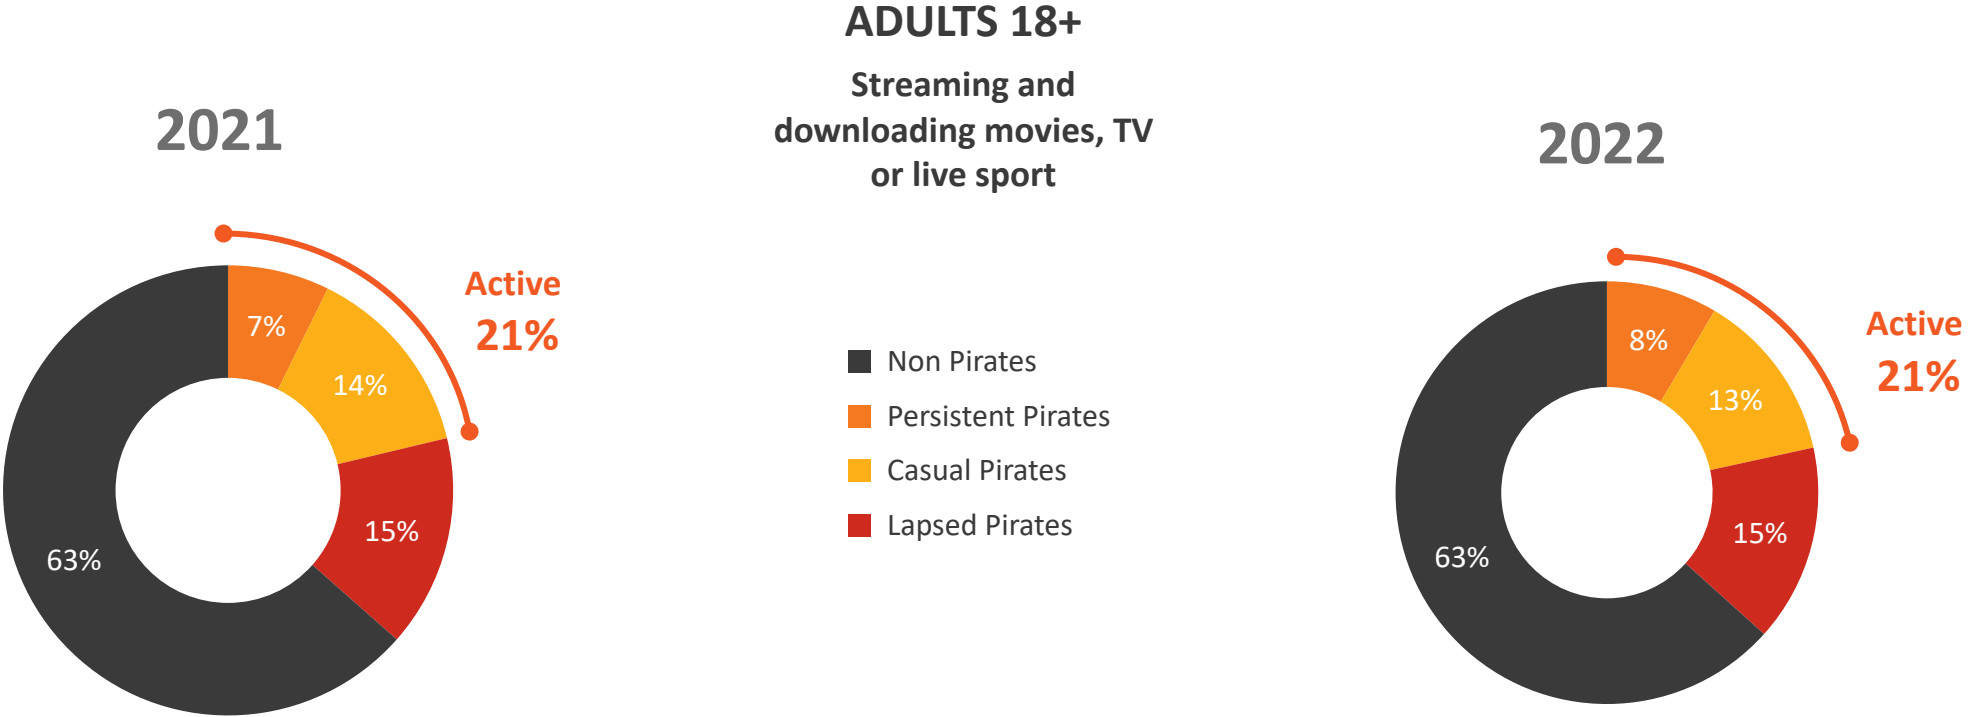 ADULTS 18+
Streaming and
downloading movies, TV
or live sport
2021
Active
21%
7%
14%
15%
63%
Non Pirates
Persistent Pirates
Casual Pirates
Lapsed Pirates
2022
Active
21%
8%
13%
15%
63%